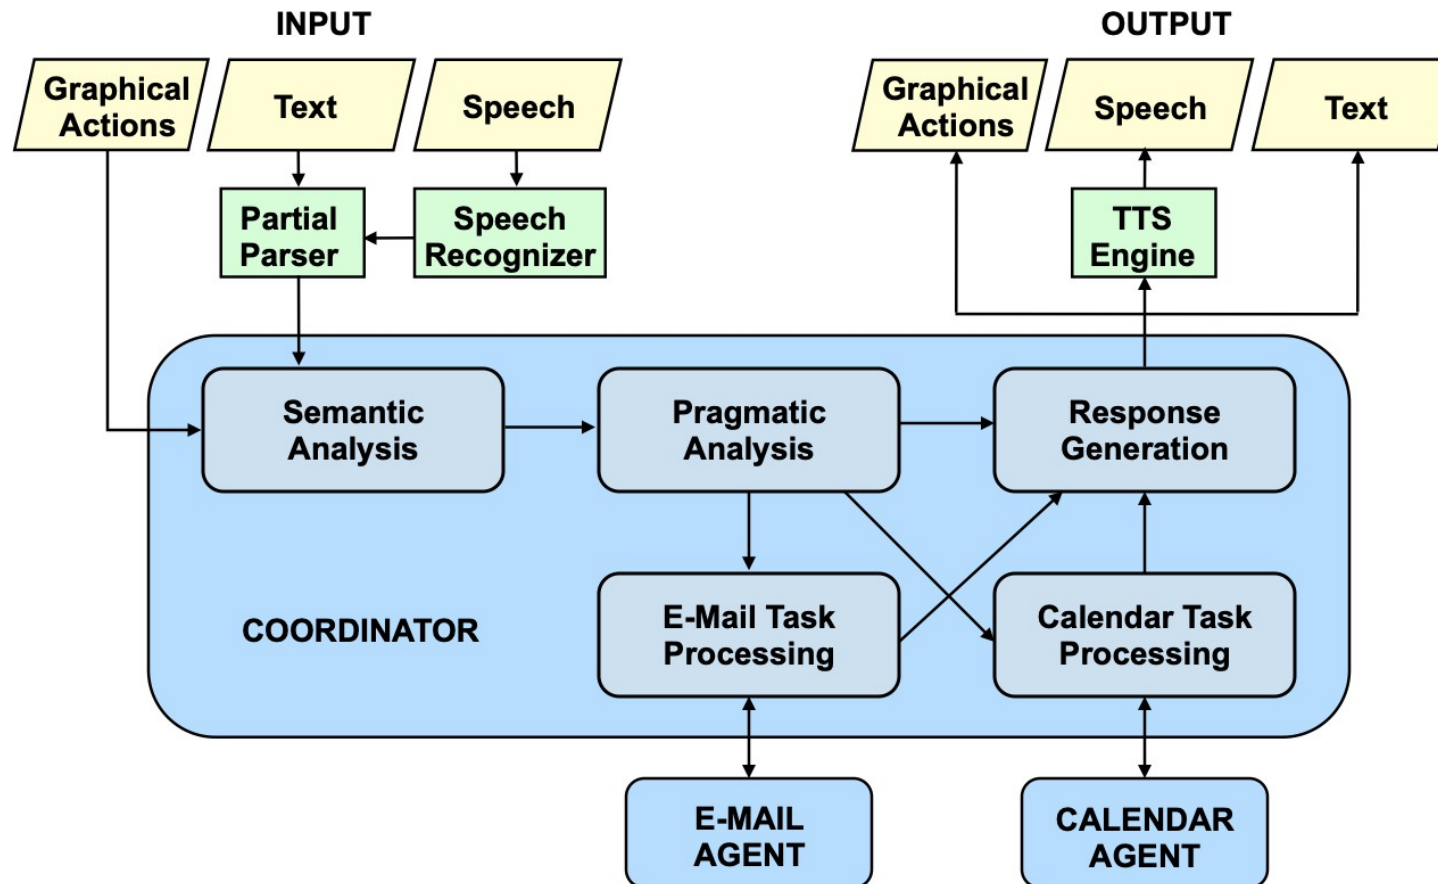 INPUT
OUTPUT
Graphical
Actions
Text
Speech
Graphical
Actions
Speech
Text
Partial
Parser
Speech
Recognizer
TTS
Engine
Semantic
Analysis
Pragmatic
Analysis
Response
Generation
COORDINATOR
E-Mail Task
Processing
Calendar Task
Processing
E-MAIL
AGENT
CALENDAR
AGENT